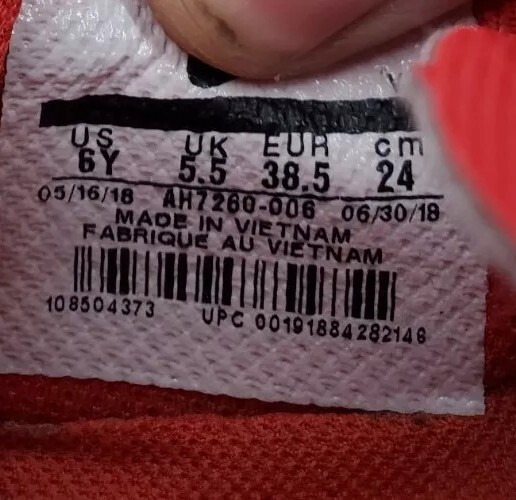 US UK EUR cm
6Y 5.5 38.5 24
05/16/18 AH7260-006 06/30/18
MADE IN VIETNAM
FABRIQUE AU VIETNAM
108504373 UPC 00191884282146